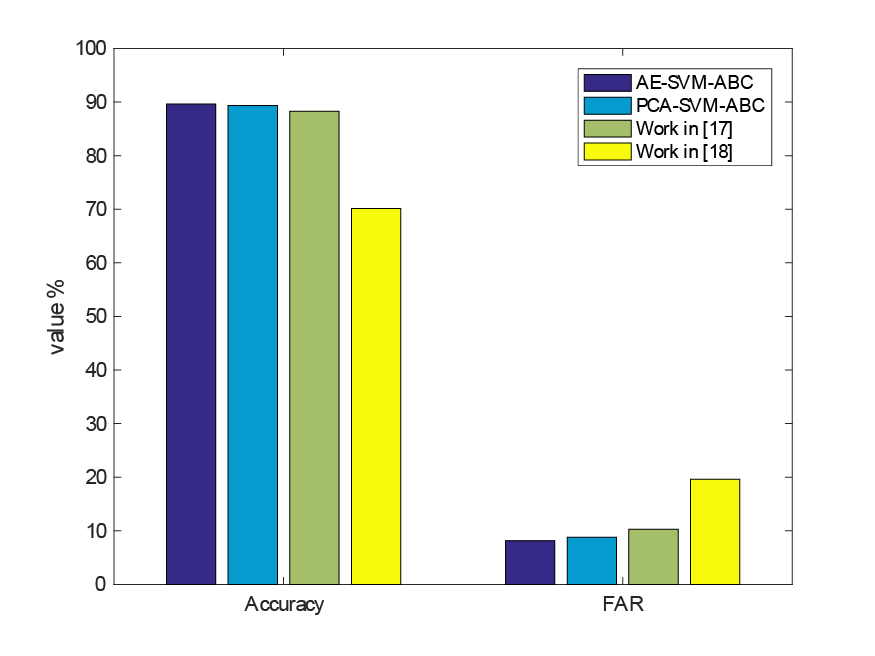 100
90
80
70
60
50
40
30
20
10
0
value %
Accuracy
FAR
AE-SVM-ABC
PCA-SVM-ABC
Work in [17]
Work in [18]